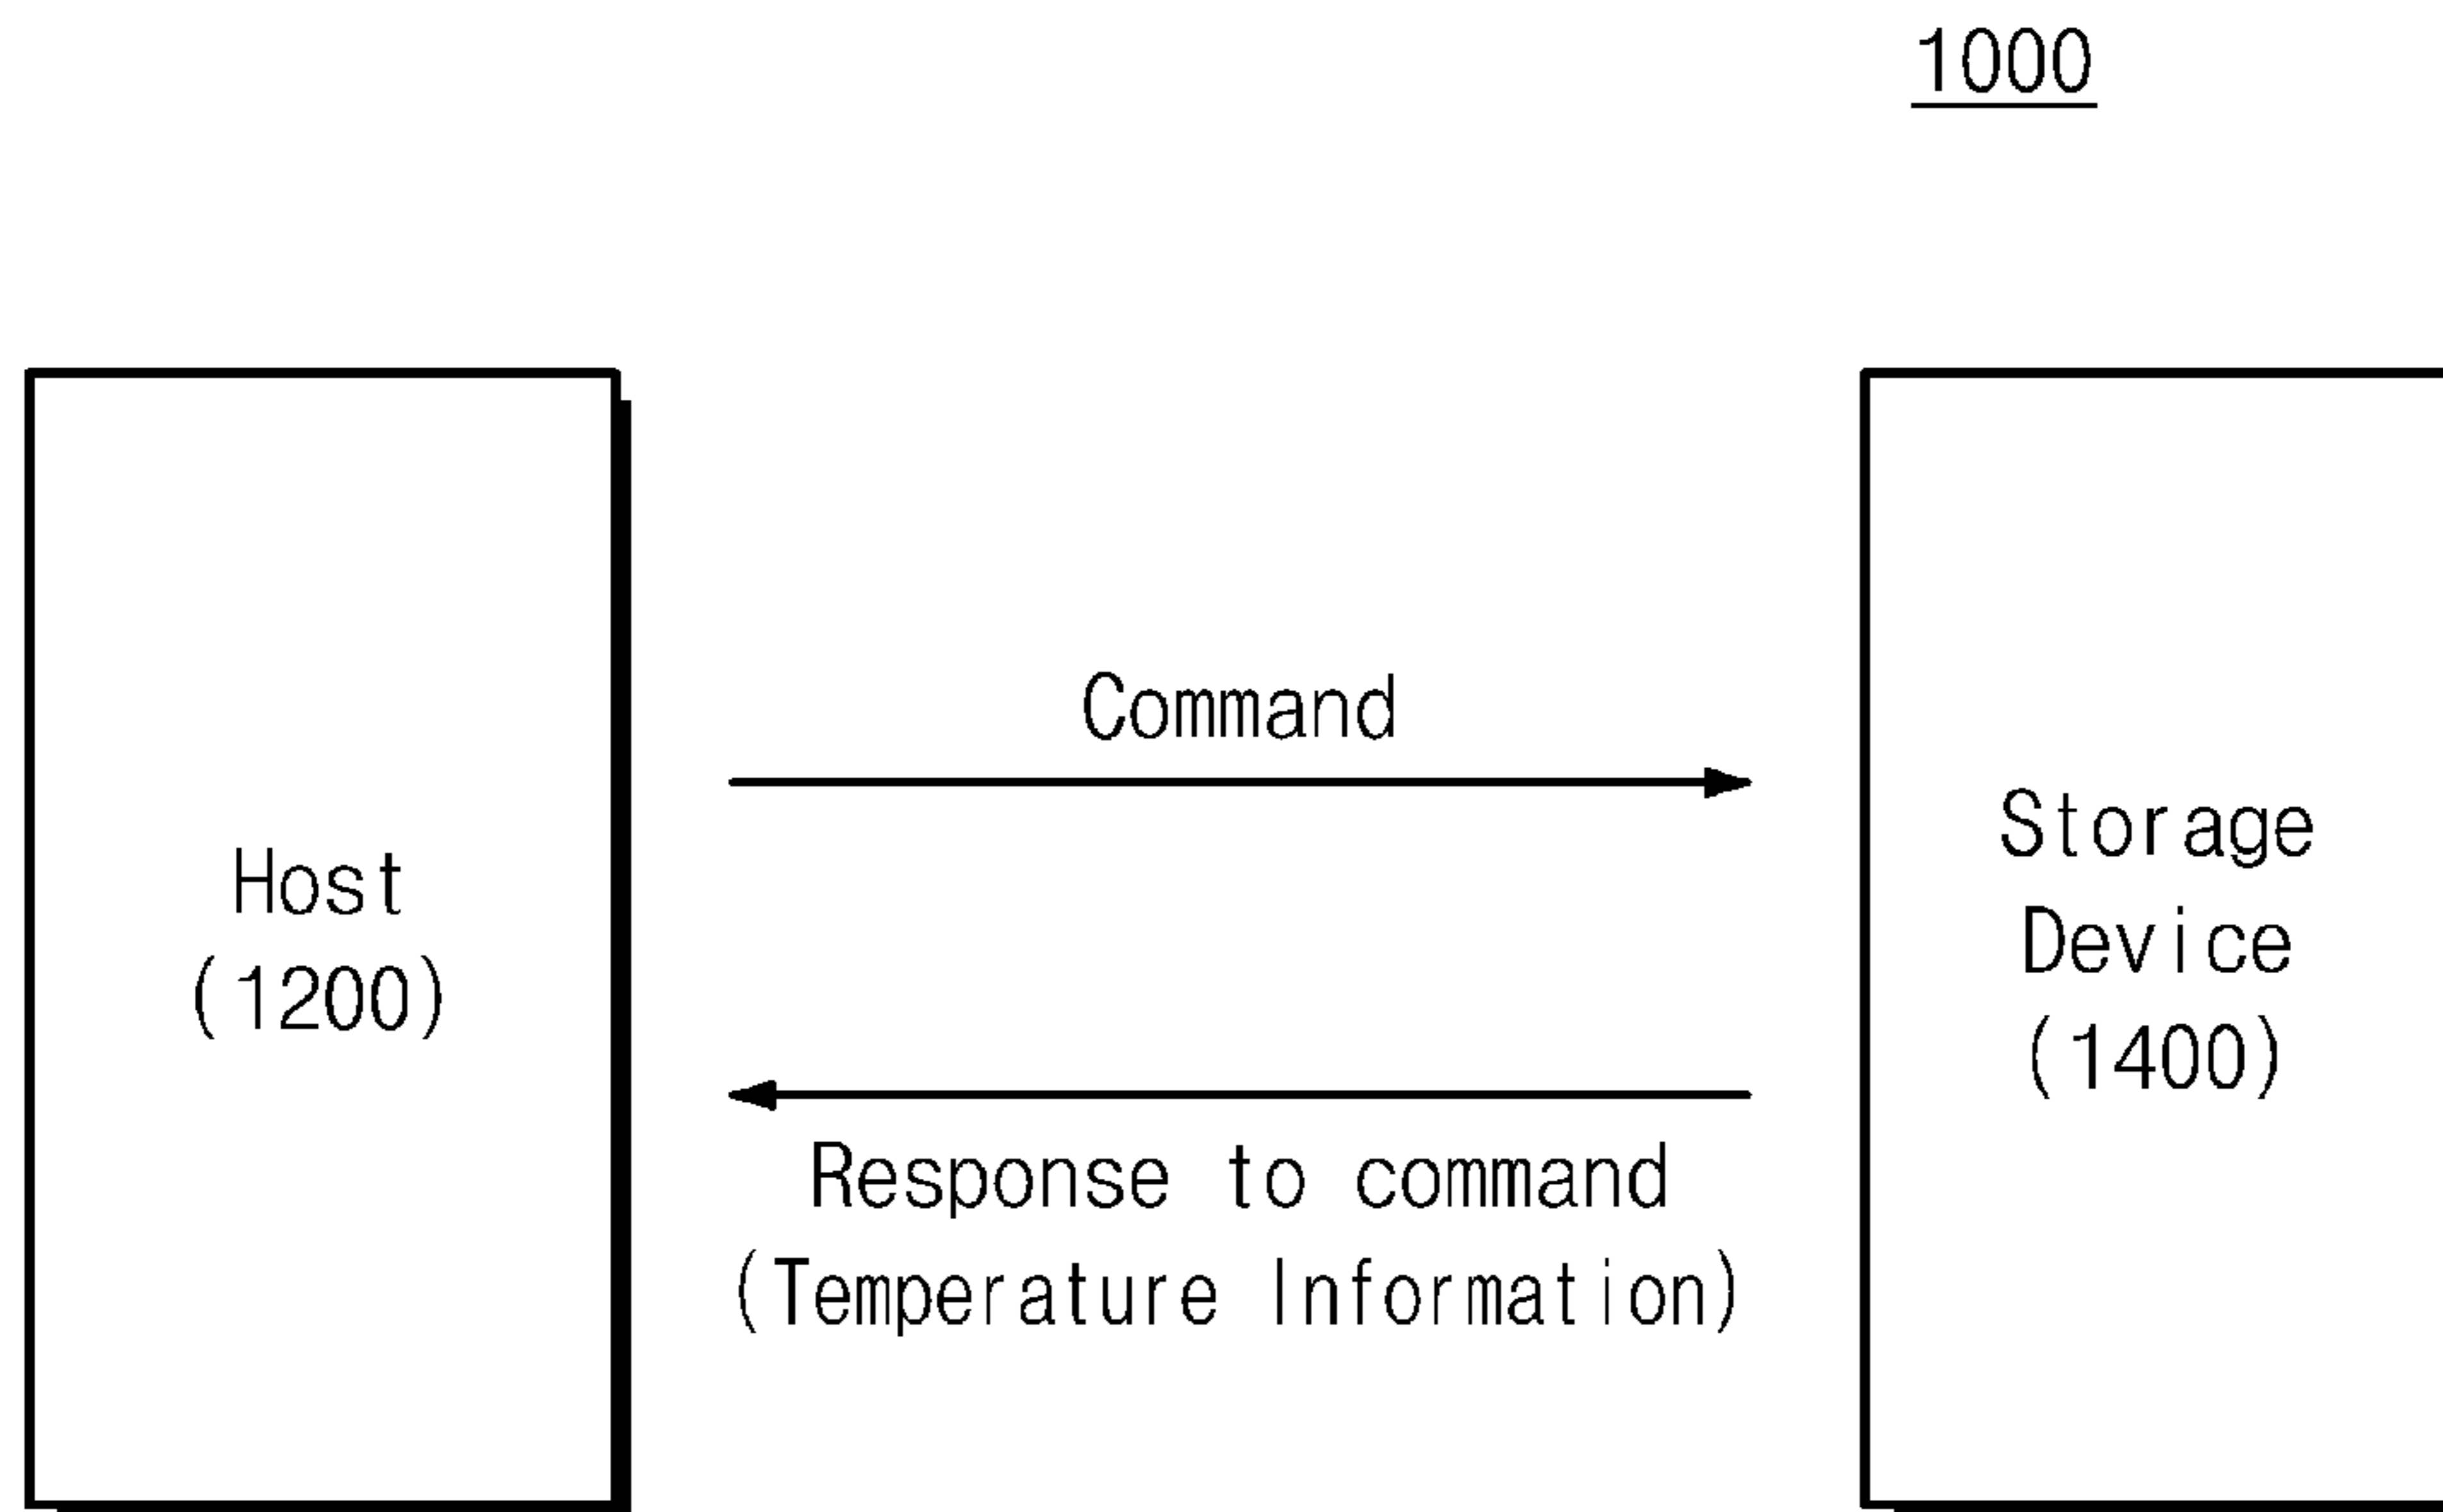 1000
Command
Host
(1200)
Storage
Device
(1400)
Response to command
(Temperature Information)